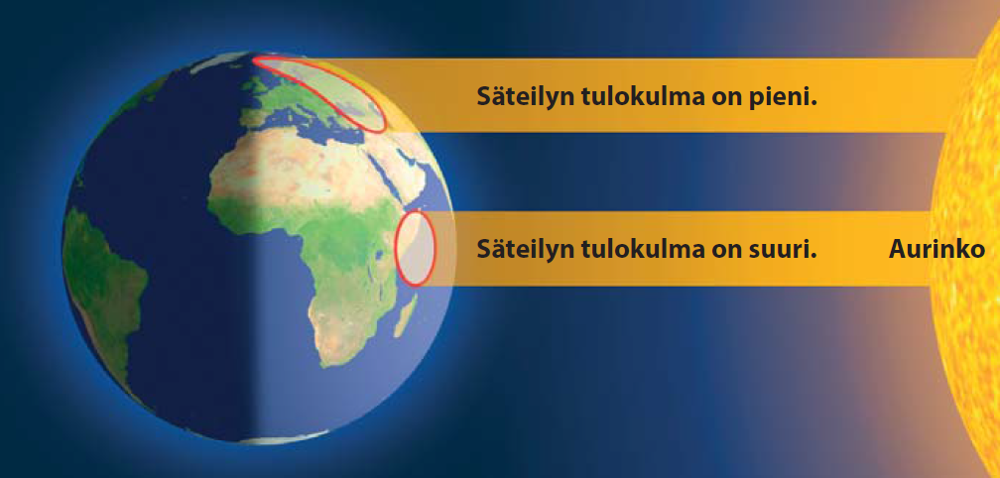 Säteilyn tulokulma on pieni.
Säteilyn tulokulma on suuri.
Aurinko